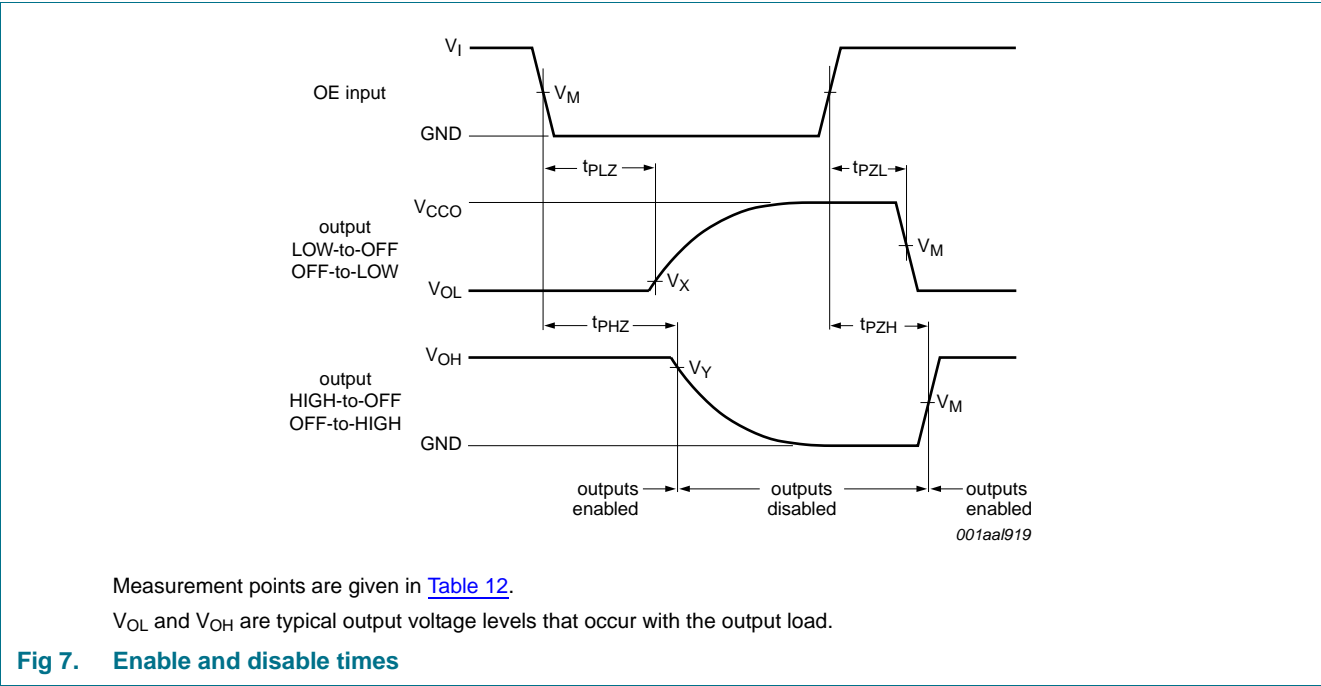 VI
OE input
VM
GND
tPLZ
tPZL
VCCO
output
LOW-to-OFF
OFF-to-LOW
VM
VX
VOL
tPHZ
tPZH
VOH
output
HIGH-to-OFF
OFF-to-HIGH
VY
VM
GND
outputs
enabled
outputs
disabled
outputs
enabled
001aal919
Measurement points are given in Table 12.
VOL and VOH are typical output voltage levels that occur with the output load.
Fig 7. Enable and disable times